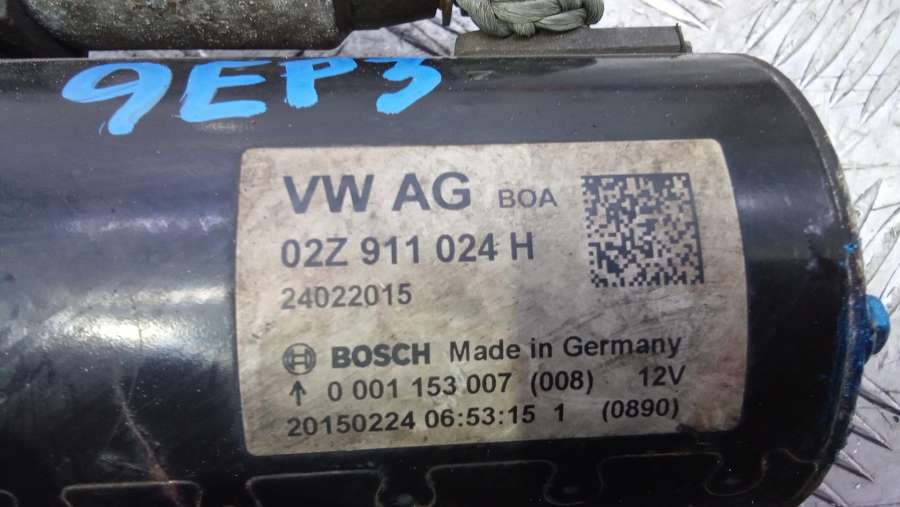 9EP3
VW AG BOA
02Z 911 024 H
24022015
BOSCH Made in Germany
↑ 0 001 153 007 (008) 12V
20150224 06:53:15 1 (0890)